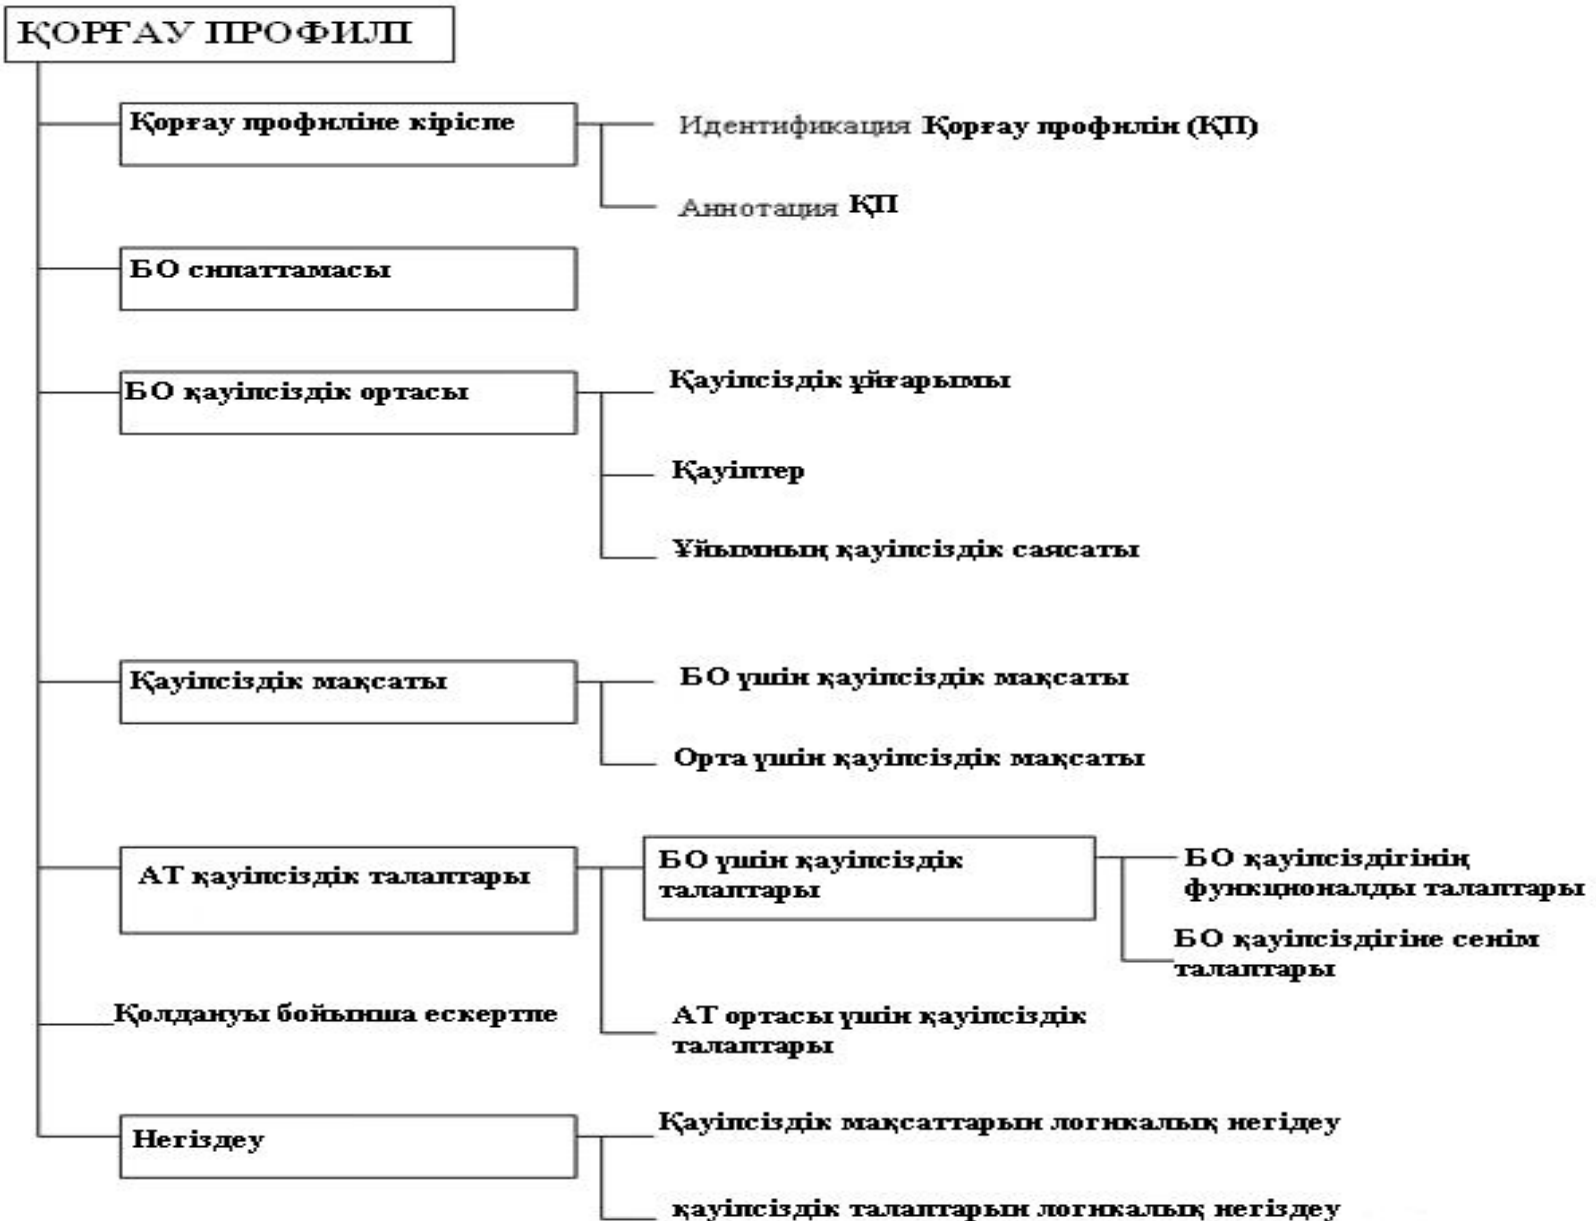 ҚОРҒАУ ПРОФИЛІ
Қорғау профиліне кіріспе
Идентификация Қорғау профилін (ҚП)
Аннотация ҚП
БО сипаттамасы
БО қауіпсіздік ортасы
Қауіпсіздік ұйғарымы
Қауіптер
Ұйымның қауіпсіздік саясаты
Қауіпсіздік мақсаты
БО үшін қауіпсіздік мақсаты
Орта үшін қауіпсіздік мақсаты
АТ қауіпсіздік талаптары
БО үшін қауіпсіздік
талаптары
БО қауіпсіздігінің
функционалды талаптары
БО қауіпсіздігіне сенім
талаптары
Қолдануы бойынша ескертпе
АТ ортасы үшін қауіпсіздік
талаптары
Негіздеу
Қауіпсіздік мақсаттарын логикалық негідеу
қауіпсіздік талаптарын логикалық негіздеу